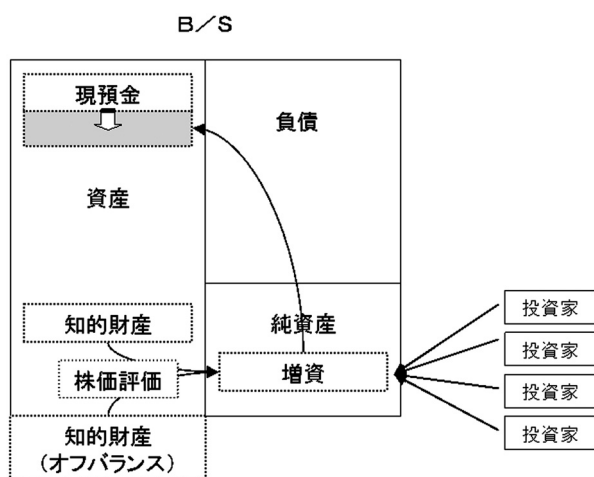 B/S
現預金
負債
資産
知的財産
純資産
株価評価
増資
知的財産
(オフバランス)
投資家
投資家
投資家
投資家